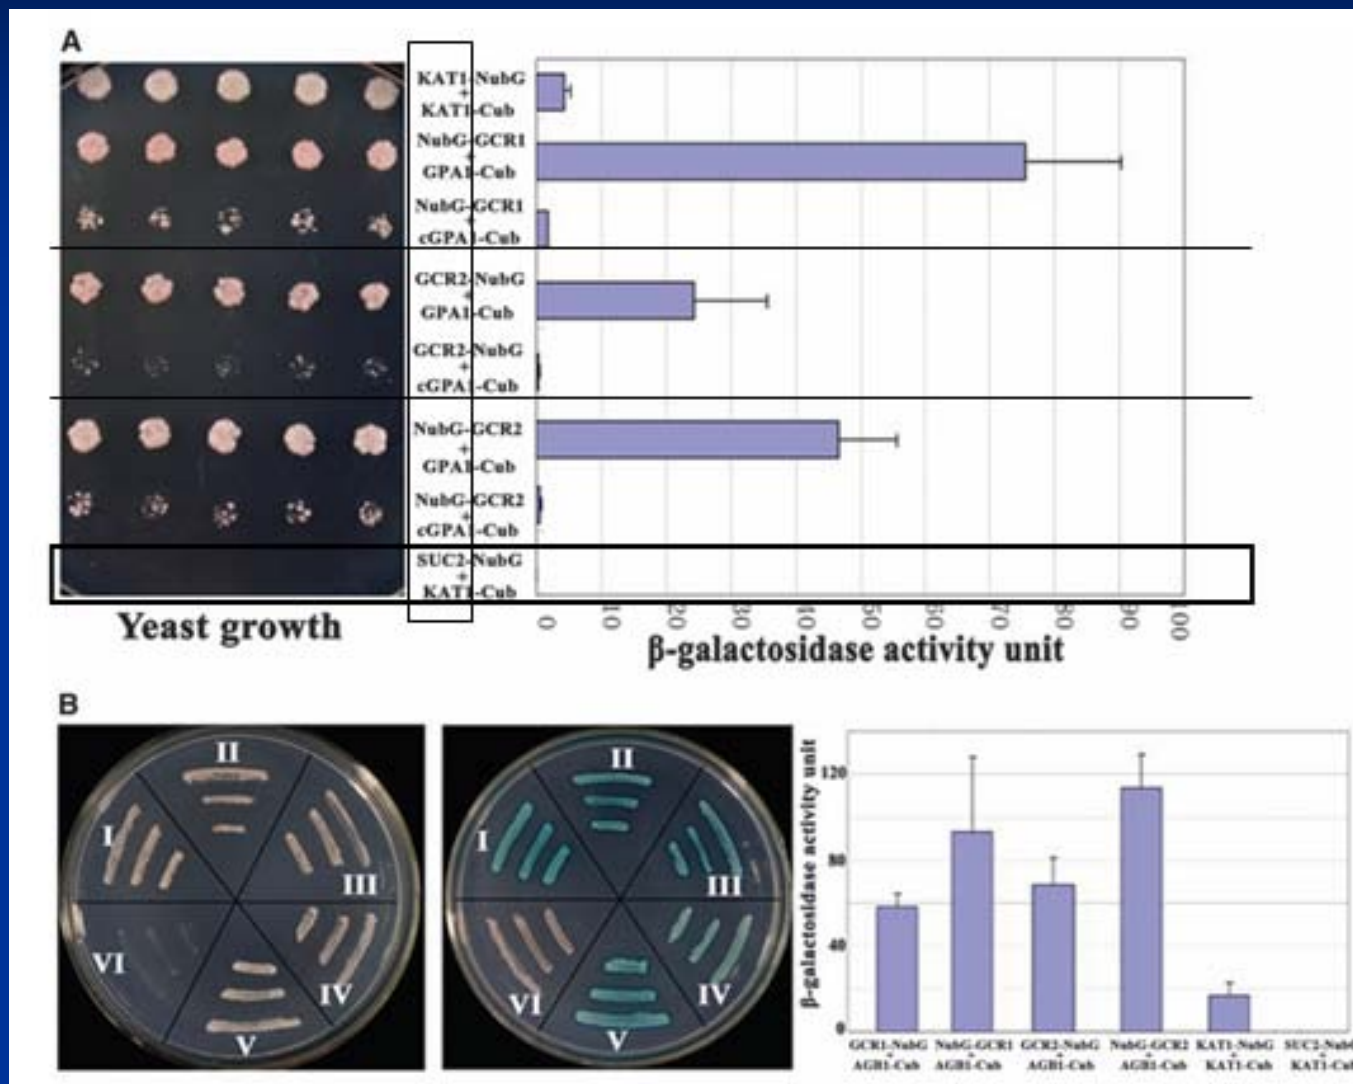 A
KAT1-NubG
+
KAT1-Cub
NubG-GCR1
+
GPA1-Cub
NubG-GCR1
+
cGPA1-Cub
GCR2-NubG
+
GPA1-Cub
GCR2-NubG
+
cGPA1-Cub
NubG-GCR2
+
GPA1-Cub
NubG-GCR2
+
cGPA1-Cub
SUC2-NubG
+
KAT1-Cub
Yeast growth
0 10 20 30 40 50 60 70 80 90 100
β-galactosidase activity unit
B
I
II
III
IV
V
VI
I
II
III
IV
V
VI
β-galactosidase activity unit
120
80
40
0
GCR1-NubG NubG-GCR1 GCR2-NubG NubG-GCR2 KAT1-NubG SUC2-NubG
+ + + + + +
AGB1-Cub AGB1-Cub AGB1-Cub AGB1-Cub KAT1-Cub KAT1-Cub